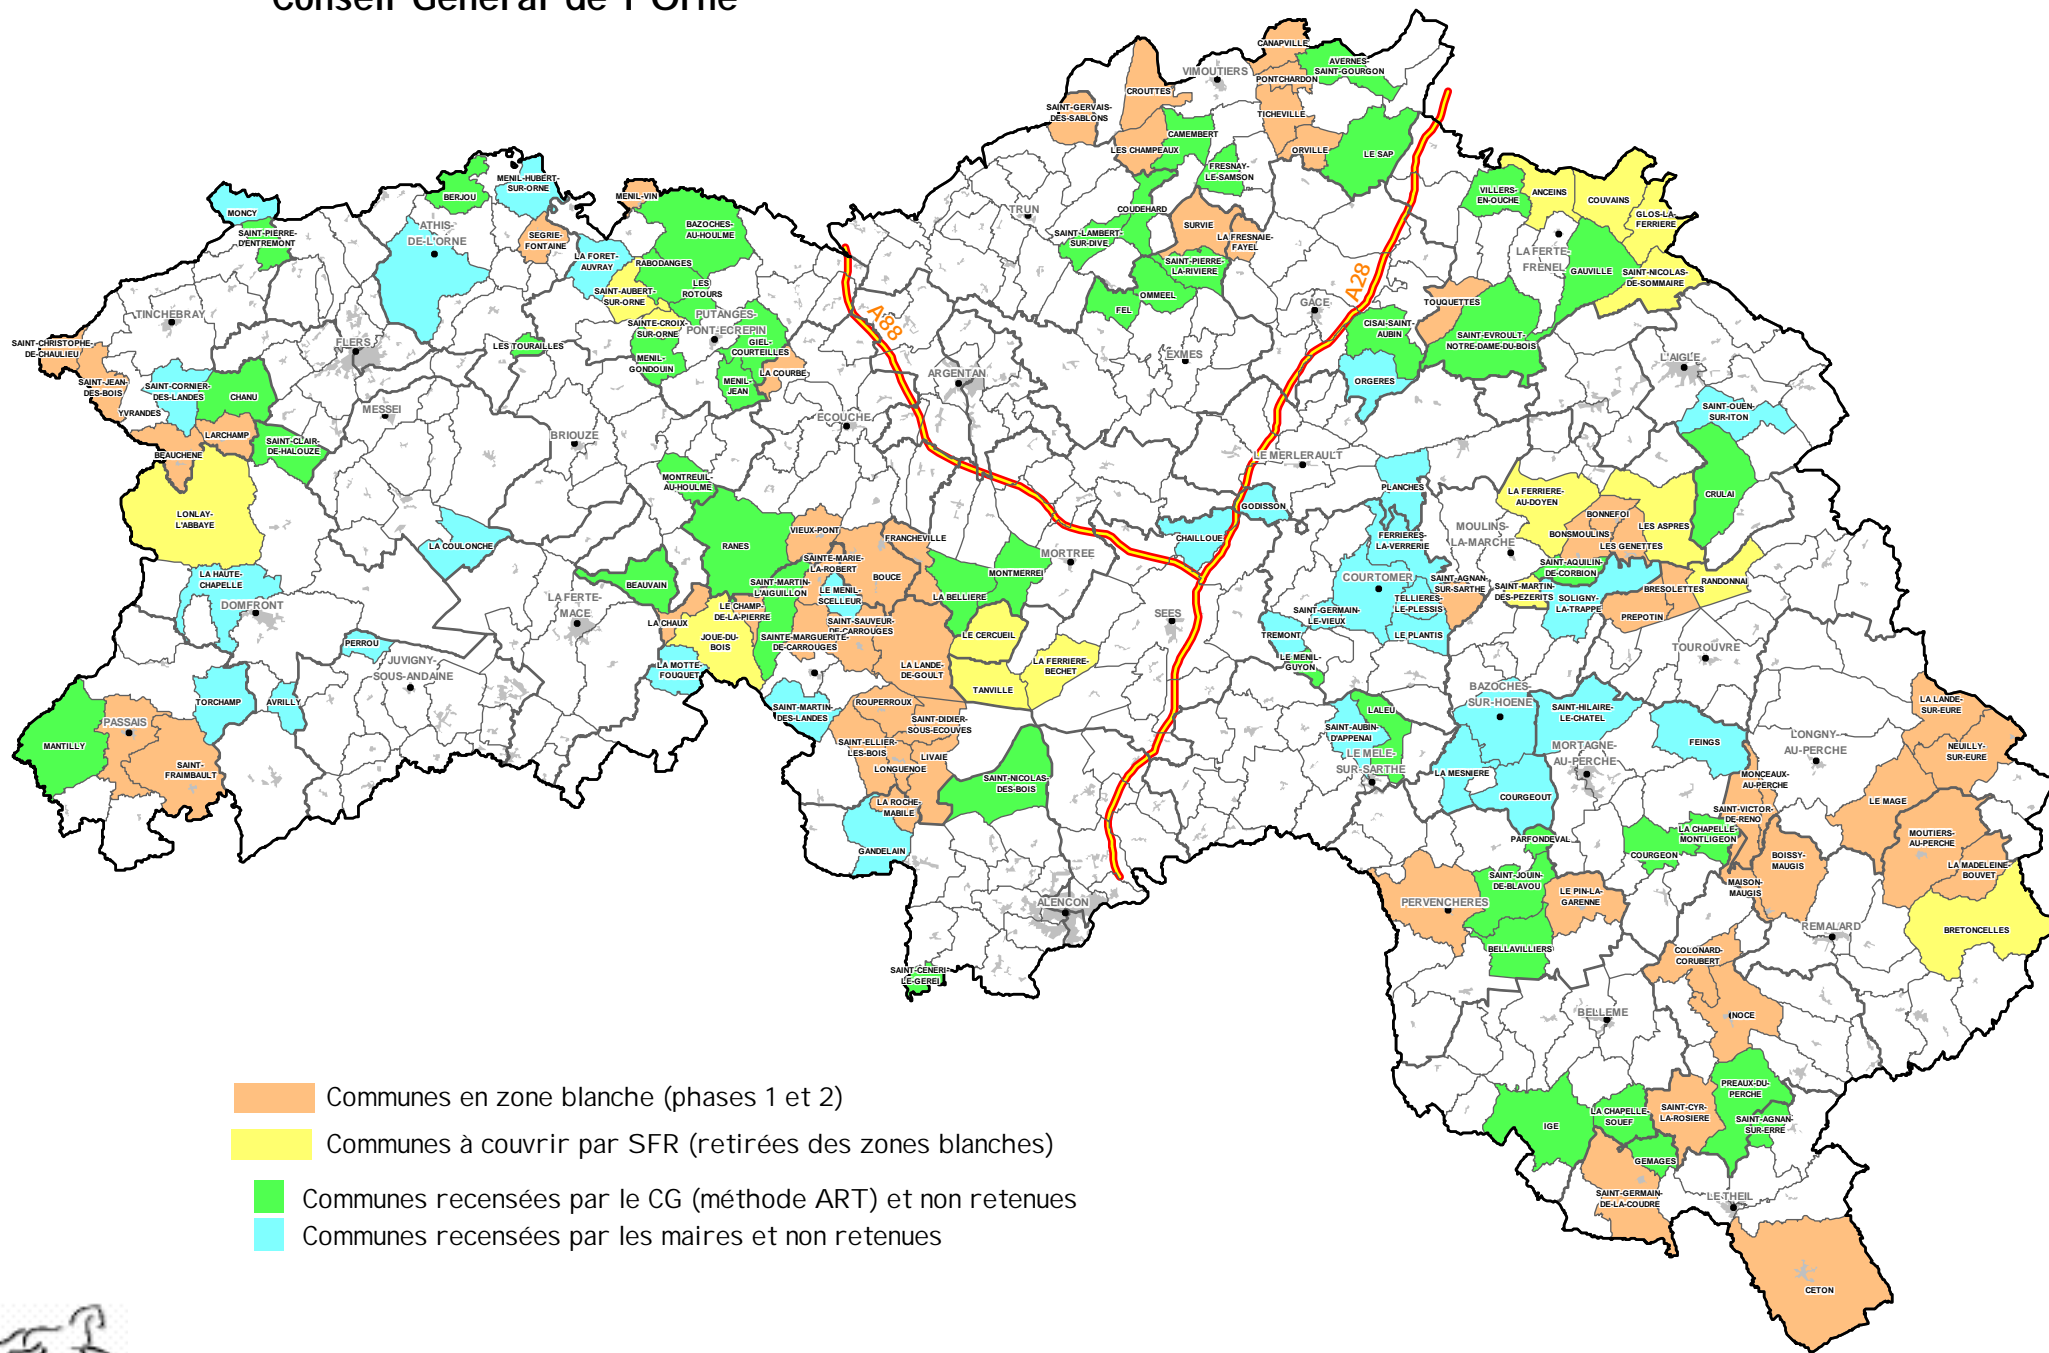 Conseil Général de l'Orne
CANAPVILLE
AVERNES-
SAINT-GOURGON
VIMOUTIERS
PONTCHARDON
CROUTTES
SAINT-GERVAIS-
DES-SABLONS
TICHEVILLE
CAMEMBERT
LES CHAMPEAUX
ORVILLE
LE SAP
FRESNAY-
LE-SAMSON
MENIL-HUBERT-
SUR-ORNE
BERJOU
MENIL-VIN
VILLERS-
EN-OUCHE
ANCEINS
COUVAINS
GLOS-LA-
FERRIERE
MONCY
SAINT-PIERRE-
D'ENTREMONT
ATHIS-
DE-L'ORNE
SEGRIE-
FONTAINE
BAZOCHES-
AU-HOULME
TRUN
COUDEHARD
SURVIE
SAINT-LAMBERT-
SUR-DIVE
LA FRESNAIE-
FAYEL
LA FERTE-
FRENEL
LA FORET-
AUVRAY
RABODANGES
SAINT-PIERRE-
LA-RIVIERE
GAUVILLE
SAINT-NICOLAS-
DE-SOMMAIRE
SAINT-AUBERT-
SUR-ORNE
LES
ROTOURS
OMMEEL
FEL
GACE
A28
TOUQUETTES
TINCHEBRAY
PUTANGES-
PONT-ECREPIN
A88
SAINTE-CROIX-
SUR-ORNE
CISAI-SAINT-
AUBIN
SAINT-EVROULT-
NOTRE-DAME-DU-BOIS
SAINT-CHRISTOPHE-
DE-CHAULIEU
FLERS
LES TOURAILLES
GIEL-
COURTEILLES
MENIL-
GONDOUIN
EXMES
L'AIGLE
SAINT-JEAN-
DES-BOIS
SAINT-CORNIER-
DES-LANDES
CHANU
LA COURBE
MENIL-
JEAN
ARGENTAN
ORGERES
YVRANDES
MESSEI
ECOUCHE
SAINT-OUEN-
SUR-ITON
LARCHAMP
SAINT-CLAIR-
DE-HALOUZE
BRIOUZE
BEAUCHENE
LE MERLERAULT
MONTREUIL-
AU-HOULME
PLANCHES
LA FERRIERE-
AU-DOYEN
CRULAI
GODISSON
LONLAY-
L'ABBAYE
BONNEFOI
LES ASPRES
VIEUX-PONT
FRANCHEVILLE
CHAILLOUE
MOULINS-
LA-MARCHE
BONSMOULINS
LA COULONCHE
RANES
FERRIERES-
LA-VERRERIE
LES GENETTES
MORTREE
SAINTE-MARIE-
LA-ROBERT
SAINT-AQUILIN-
DE-CORBION
LA HAUTE-
CHAPELLE
BEAUVAIN
SAINT-MARTIN-
L'AIGUILLON
BOUCE
MONTMERREI
COURTOMER
SAINT-AGNAN-
SUR-SARTHE
RANDONNAI
SAINT-MARTIN-
DES-PEZERITS
BRESOLETTES
LE MENIL-
SCELLEUR
LA BELLIERE
TELLIERES-
LE-PLESSIS
SOLIGNY-
LA-TRAPPE
DOMFRONT
LA FERTE-
MACE
LE CHAMP-
DE-LA-PIERRE
SAINT-GERMAIN-
LE-VIEUX
PREPOTIN
SEES
LA CHAUX
SAINT-SAUVEUR-
DE-CARROUGES
LE CERCUEIL
TREMONT
LE PLANTIS
PERROU
JOUE-DU-
BOIS
SAINTE-MARGUERITE-
DE-CARROUGES
TOUROUVRE
JUVIGNY-
SOUS-ANDAINE
LA MOTTE-
FOUQUET
LA LANDE-
DE-GOULT
LA FERRIERE-
BECHET
LE MENIL-
GUYON
TANVILLE
BAZOCHES-
SUR-HOENE
TORCHAMP
AVRILLY
SAINT-MARTIN-
DES-LANDES
ROUPERROUX
LALEU
SAINT-HILAIRE-
LE-CHATEL
LA LANDE-
SUR-EURE
PASSAIS
SAINT-DIDIER-
SOUS-ECOUVES
SAINT-AUBIN-
D'APPENAI
MANTILLY
SAINT-ELLIER-
LES-BOIS
LIVAIE
LE MELE-
SUR-SARTHE
MORTAGNE-
AU-PERCHE
FEINGS
LONGNY-
AU-PERCHE
NEUILLY-
SUR-EURE
SAINT-
FRAIMBAULT
LONGUENOE
SAINT-NICOLAS-
DES-BOIS
LA MESNIERE
MONCEAUX-
AU-PERCHE
COURGEOUT
LE MAGE
LA ROCHE-
MABILE
SAINT-VICTOR-
DE-RENO
GANDELAIN
PARFONDEVAL
LA CHAPELLE-
MONTLIGEON
MOUTIERS-
AU-PERCHE
COURGEON
BOISSY-
MAUGIS
LA MADELEINE-
BOUVET
SAINT-JOUIN-
DE-BLAVOU
MAISON-
MAUGIS
LE PIN-LA-
GARENNE
ALENCON
PERVENCHERES
REMALARD
BRETONCELLES
BELLAVILLIERS
COLONARD-
CORUBERT
SAINT-CENERI-
LE-GEREI
BELLEME
NOCE
Communes en zone blanche (phases 1 et 2)
PREAUX-DU-
PERCHE
SAINT-CYR-
LA-ROSIERE
LA CHAPELLE-
SOUEF
SAINT-AGNAN-
SUR-ERRE
IGE
Communes à couvrir par SFR (retirées des zones blanches)
GEMAGES
Communes recensées par le CG (méthode ART) et non retenues
SAINT-GERMAIN-
DE-LA-COUDRE
LE THEIL
Communes recensées par les maires et non retenues
CETON